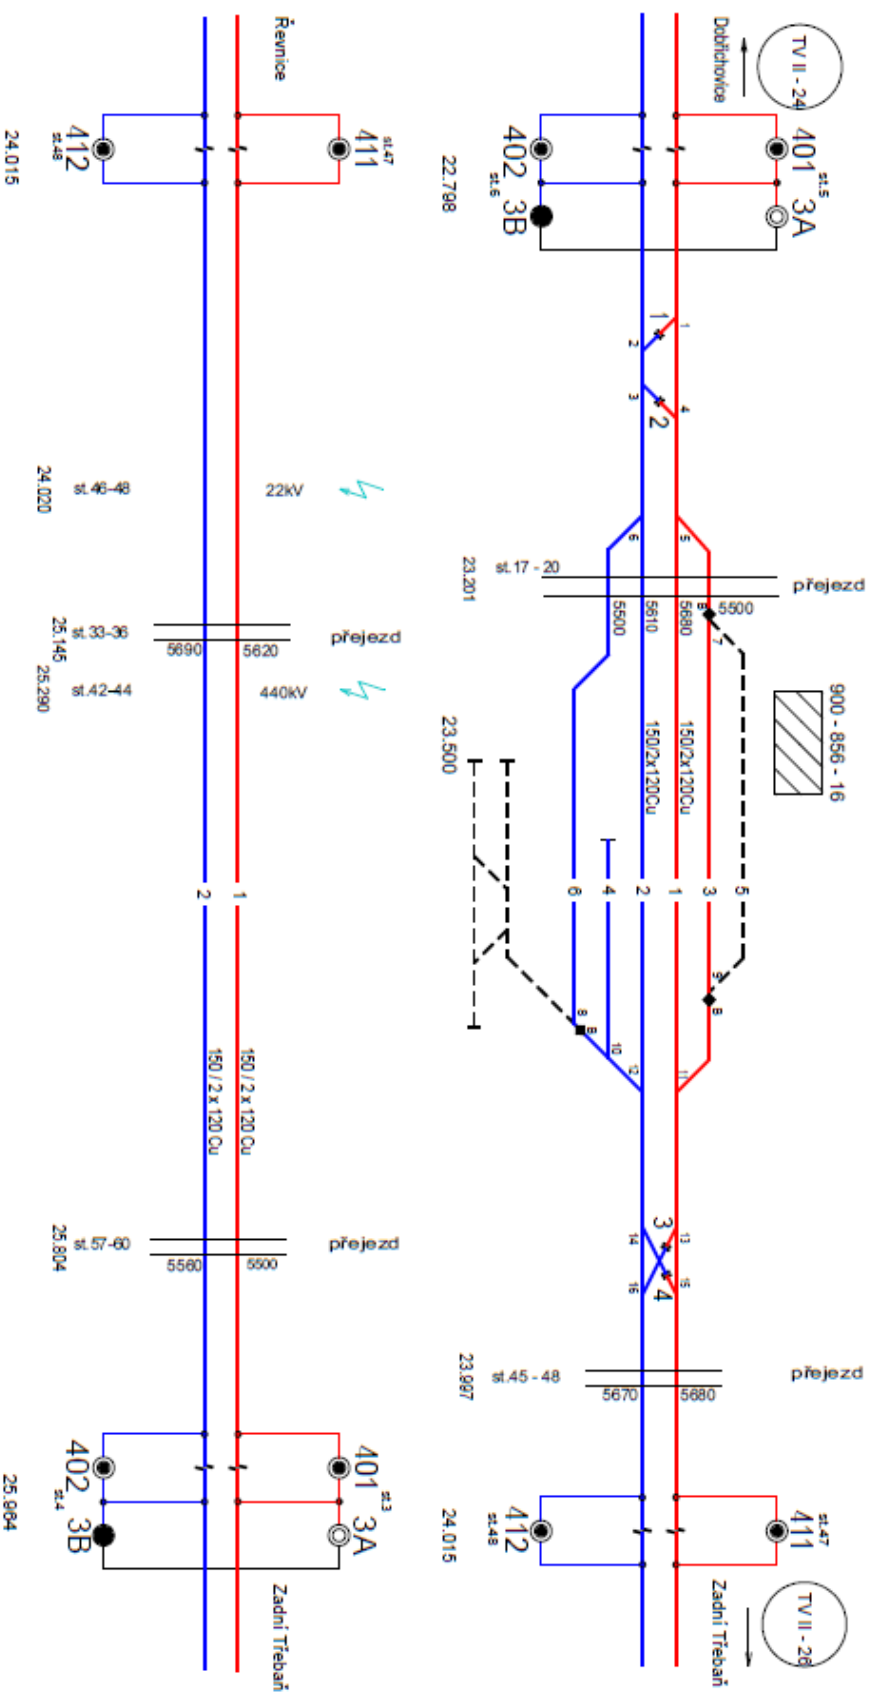 TV II - 24
Dobřichovice
401
st.5
3A
402
st.6
3B
22.798
1
1
2
2
3
4
5
6
přejezd
5500
5680
5610
5500
st.17 - 20
23.201
B
7
900 - 856 - 16
150/2x120Cu
150/2x120Cu
23.500
5
3
1
2
4
6
9
B
8
B
10
12
11
3
4
13
14
15
16
přejezd
5680
5670
st.45 - 48
23.997
411
st.47
412
st.48
24.015
TV II - 26
Zadní Třebaň
Řevnice
411
st.47
412
st.48
24.015
22kV
st.46-48
24.020
přejezd
5620
5690
st.33-36
25.145
440kV
st.42-44
25.290
1
2
150 / 2 x 120 Cu
150 / 2 x 120 Cu
přejezd
5500
5560
st.57-60
25.804
401
st.3
3A
402
st.4
3B
25.964
Zadní Třebaň